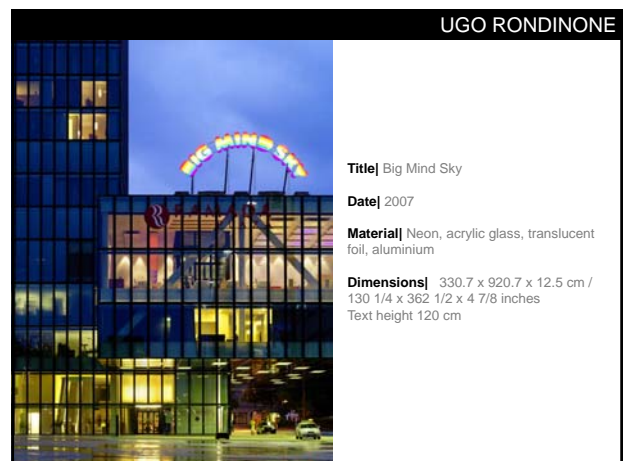 UGO RONDINONE
BIG MIND SKY
RAMADA
Title| Big Mind Sky
Date| 2007
Material| Neon, acrylic glass, translucent
foil, aluminium
Dimensions| 330.7 x 920.7 x 12.5 cm /
130 1/4 x 362 1/2 x 4 7/8 inches
Text height 120 cm